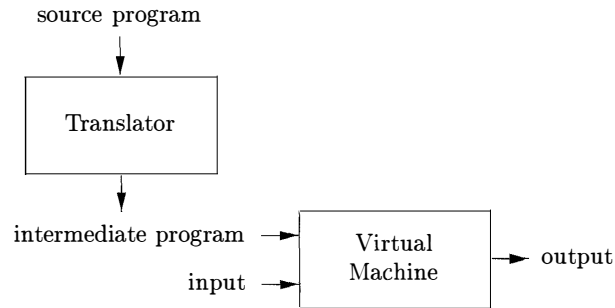 source program
Translator
intermediate program
input
Virtual
Machine
output